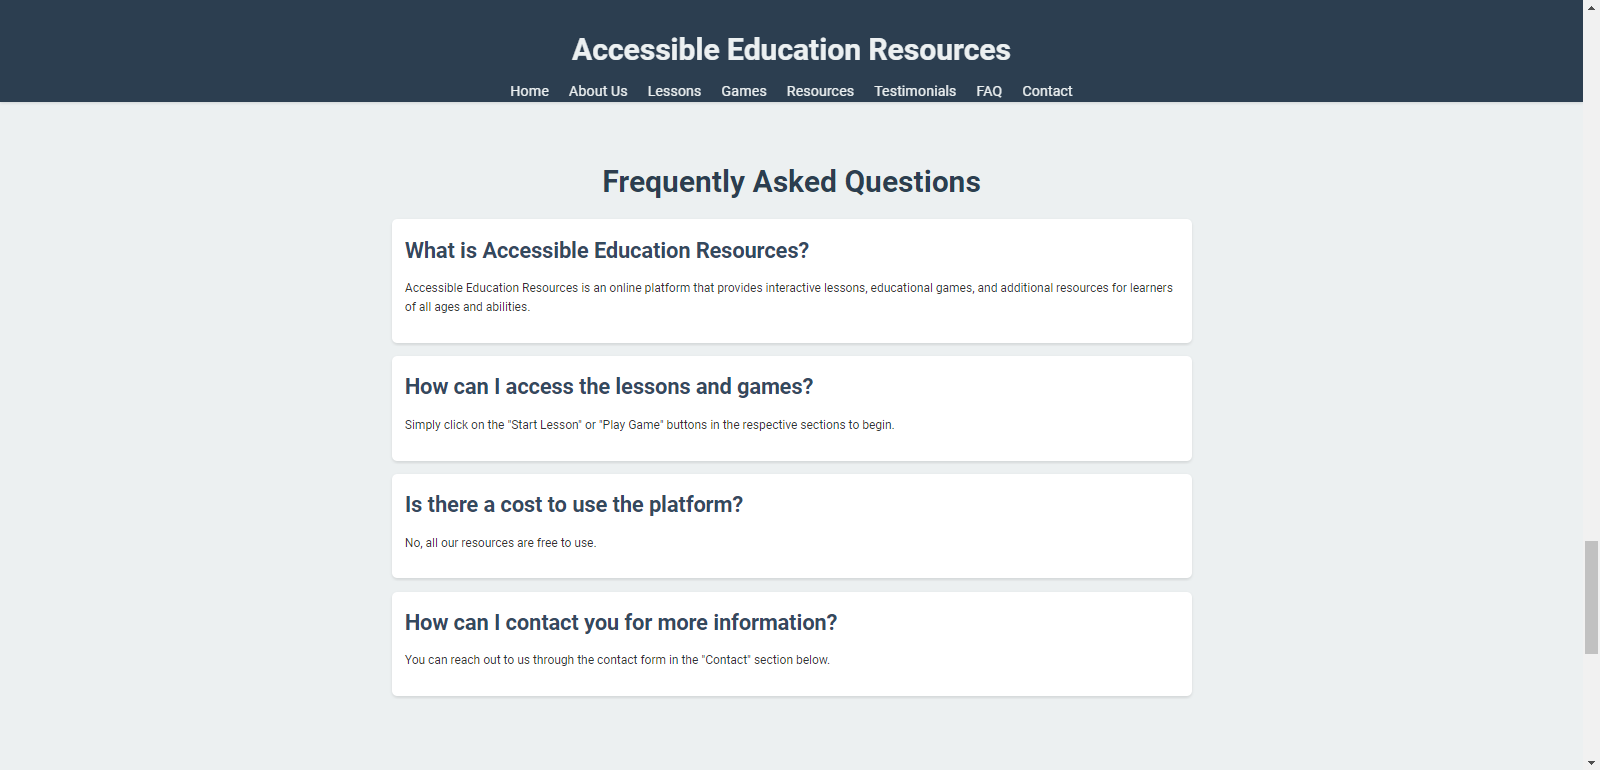 Accessible Education Resources
Home About Us Lessons Games Resources Testimonials FAQ Contact
Frequently Asked Questions
What is Accessible Education Resources?
Accessible Education Resources is an online platform that provides interactive lessons, educational games, and additional resources for learners
of all ages and abilities.
How can I access the lessons and games?
Simply click on the "Start Lesson" or "Play Game" buttons in the respective sections to begin.
Is there a cost to use the platform?
No, all our resources are free to use.
How can I contact you for more information?
You can reach out to us through the contact form in the "Contact" section below.